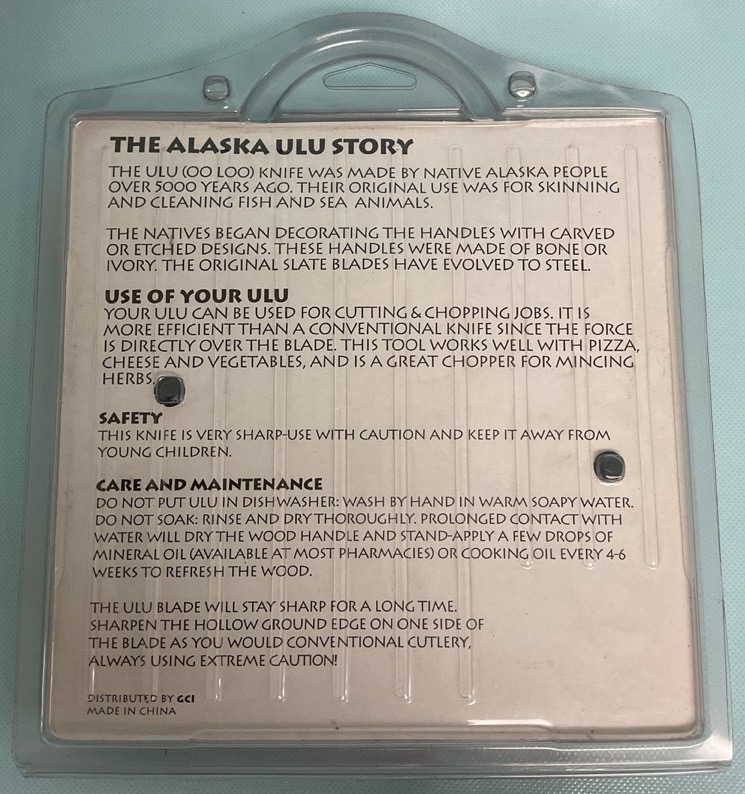 THE ALASKA ULU STORY
THE ULU (OO LOO) KNIFE WAS MADE BY NATIVE ALASKA PEOPLE
OVER 5000 YEARS AGO. THEIR ORIGINAL USE WAS FOR SKINNING
AND CLEANING FISH AND SEA ANIMALS.
THE NATIVES BEGAN DECORATING THE HANDLES WITH CARVED
OR ETCHED DESIGNS. THESE HANDLES WERE MADE OF BONE OR
IVORY. THE ORIGINAL SLATE BLADES HAVE EVOLVED TO STEEL.
USE OF YOUR ULU
YOUR ULU CAN BE USED FOR CUTTING & CHOPPING JOBS. IT IS
MORE EFFICIENT THAN A CONVENTIONAL KNIFE SINCE THE FORCE
IS DIRECTLY OVER THE BLADE. THIS TOOL WORKS WELL WITH PIZZA,
CHEESE AND VEGETABLES, AND IS A GREAT CHOPPER FOR MINCING
HERBS.
SAFETY
THIS KNIFE IS VERY SHARP-USE WITH CAUTION AND KEEP IT AWAY FROM
YOUNG CHILDREN.
CARE AND MAINTENANCE
DO NOT PUT ULU IN DISHWASHER: WASH BY HAND IN WARM SOAPY WATER.
DO NOT SOAK: RINSE AND DRY THOROUGHLY. PROLONGED CONTACT WITH
WATER WILL DRY THE WOOD HANDLE AND STAND-APPLY A FEW DROPS OF
MINERAL OIL (AVAILABLE AT MOST PHARMACIES) OR COOKING OIL EVERY 4-6
WEEKS TO REFRESH THE WOOD.
THE ULU BLADE WILL STAY SHARP FOR A LONG TIME.
SHARPEN THE HOLLOW GROUND EDGE ON ONE SIDE OF
THE BLADE AS YOU WOULD CONVENTIONAL CUTLERY,
ALWAYS USING EXTREME CAUTION!
DISTRIBUTED BY GCI
MADE IN CHINA